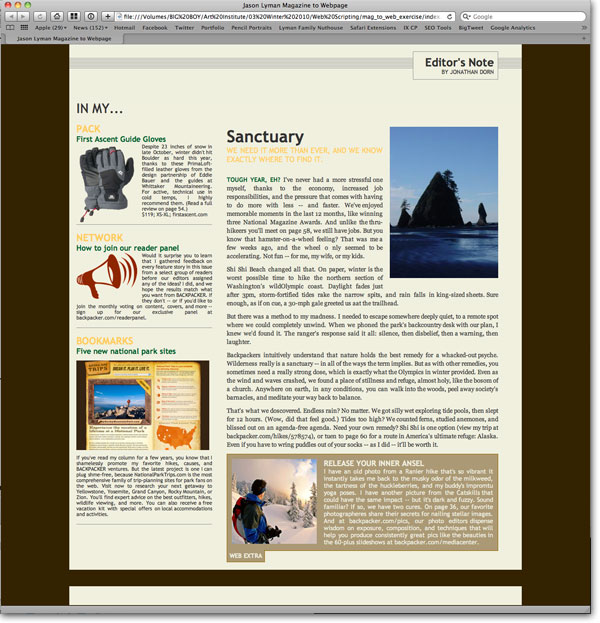 Jason Lyman Magazine to Webpage
file:///Volumes/BIG%20BOY/Art%20Institute/03%20Winter%202010/Web%20Scripting/mag_to_web_exercise/index
Google
Apple (29)
News (152)
Hotmail
Facebook
Twitter
Portfolio
Pencil Portraits
Lyman Family Nuthouse
Safari Extensions
IX CP
SEO Tools
BigTweet
Google Analytics
Jason Lyman Magazine to Webpage
Editor's Note
BY JONATHAN DORN
IN MY...
PACK
First Ascent Guide Gloves
Despite 23 inches of snow in
late October, winter didn't hit
Boulder as hard this year,
thanks to these PrimaLoft-
filled leather gloves from the
design partnership of Eddie
Bauer and the guides at
Whittaker Mountaineering.
For active, technical use in
cold temps, I highly
recommend them. (Read a full
review on page 54.)
$119; XS-XL; firstascent.com
NETWORK
How to join our reader panel
Would it surprise you to learn
that I gathered feedback on
every feature story in this issue
from a select group of readers
before our editors assigned
any of the ideas? I did, and we
hope the results match what
you want from BACKPACKER. If
they don't -- or if you'd like to
join the monthly voting on content, covers, and more --
sign up for our exclusive panel at
backpacker.com/readerpanel.
BOOKMARKS
Five new national park sites
TRIPS
If you've read my column for a few years, you know that I
shamelessly promote my favorite hikes, causes, and
BACKPACKER ventures. But the latest project is one I can
plug shme-free, because NationalParkTrips.com is the most
comprehensive family of trip-planning sites for park fans on
the web. Visit now to research your next getaway to
Yellowstone, Yosemite, Grand Canyon, Rocky Mountain, or
Zion. You'll find expert advice on the best outfitters, hikes,
wildlife viewing, and more. You can also receive a free
vacation kit with special offers on local accommodations
and activities.
Sanctuary
WE NEED IT MORE THAN EVER, AND WE KNOW
EXACTLY WHERE TO FIND IT.
TOUGH YEAR, EH? I've never had a more stressful one
myself, thanks to the economy, increased job
responsibilities, and the pressure that comes with having
to do more with less -- and faster. We've enjoyed
memorable moments in the last 12 months, like winning
three National Magazine Awards. And unlike the thru-
hikeers you'll meet on page 58, we still have jobs. But you
know that hamster-on-a-wheel feeling? That was me a
few weeks ago, and the wheel o nly seemed to be
accelerating. Not fun -- for me, my wife, or my kids.
Shi Shi Beach changed all that. On paper, winter is the
worst possible time to hike the northern section of
Washington's wildOlympic coast. Daylight fades just
after 3pm, storm-fortified tides rake the narrow spits, and rain falls in king-sized sheets. Sure
enough, as if on cue, a 30-mph gale greeted us at the trailhead.
But there was a method to my madness. I needed to escape somewhere deeply quiet, to a remote spot
where we could completely unwind. When we phoned the park's backcountry desk with our plan, I
knew we'd found it. The ranger's response said it all: silence, then disbelief, then a warning, then
laughter.
Backpackers intuitively understand that nature holds the best remedy for a whacked-out psyche.
Wilderness really is a sanctuary -- in all of the ways the term implies. But as with other remedies, you
sometimes need a really strong dose, which is exactly what the Olympics in winter provided. Even as
the wind and waves crashed, we found a place of stillness and refuge, almost holy, like the bosom of
a church. Anywhere on earth, in any conditions, you can walk into the woods, peel away society's
barnacles, and meditate your way back to balance.
That's what we doscovered. Endless rain? No matter. We got silly wet exploring tide pools, then slept
for 12 hours. (Wow, did that feel good.) Tides too high? We counted ferns, studied anemones, and
blissed out on an agenda-free agenda. Need your own remedy? Shi Shi is one option (view my trip at
backpacker.com/hikes/578574), or turn to page 60 for a route in America's ultimate refuge: Alaska.
Even if you have to wring puddles out of your socks -- as I did -- it'll be worth it.
RELEASE YOUR INNER ANSEL
I have an aid photo from a Ranier hike that's so vibrant it
instantly takes me back to the musky odor of the milkweed,
the tartness of the huckleberries, and my buddy's impromtu
yoga poses. I have another picture from the Catskills that
could have the same impact -- but it's dark and fuzzy. Sound
familiar? If so, we have two cures. On page 36, our favorite
photographers share their secrets for nailing stellar images.
And at backpacker.com/pics, our photo editors dispense
wisdom on exposure, composition, and techniques that will
help you produce consistently great pics like the beauties in
the 60-plus slideshows at backpacker.com/mediacenter.
WEB EXTRA